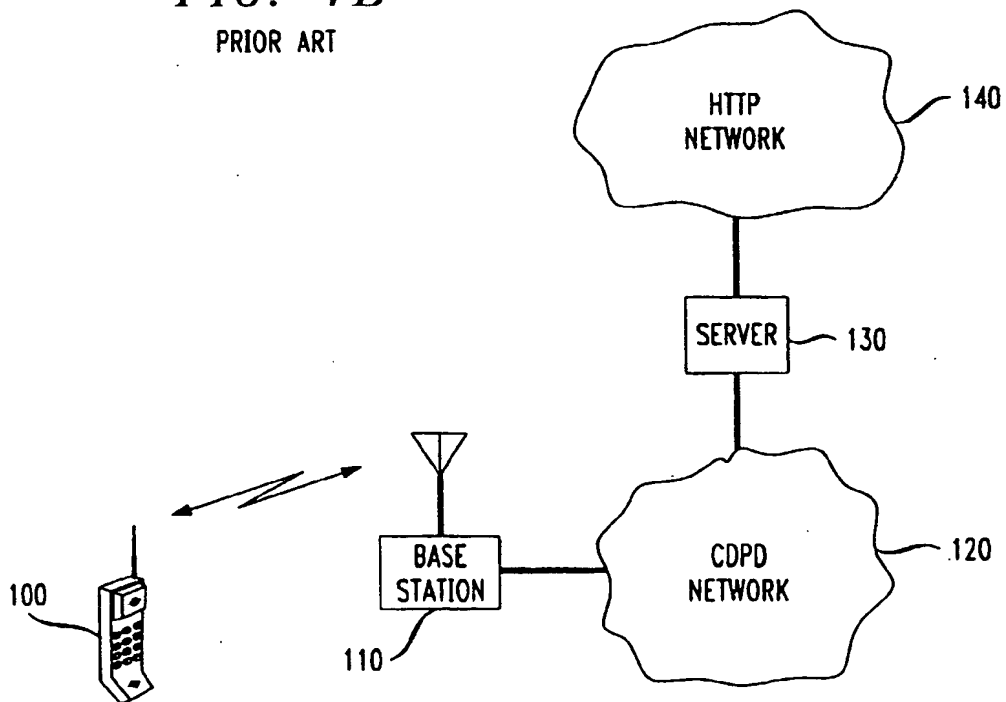 PRIOR ART
HTTP
NETWORK
140
SERVER
130
BASE
STATION
110
CDPD
NETWORK
120
100